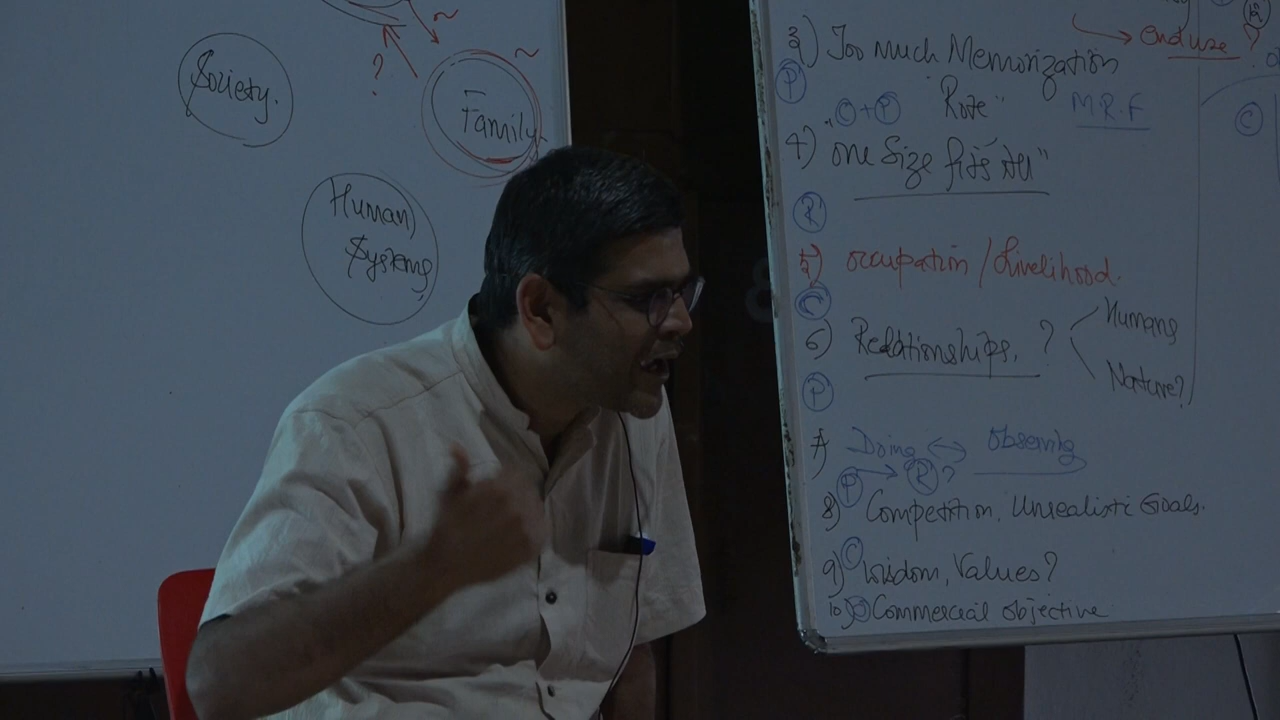 Society.
Family
?
Human
Systems
end use ?
3) Too much Memorization
P
"Rote"
M.R.F
C + P
C
4) "one size fits All"
R
5) occupation / Livelihood.
C
6) Relationships. ?
Humans
Nature?
P
7) Doing ↔ Observing
P → R ?
8) Competition, Unrealistic Goals.
C
9) Wisdom, Values?
10) C Commercial objective